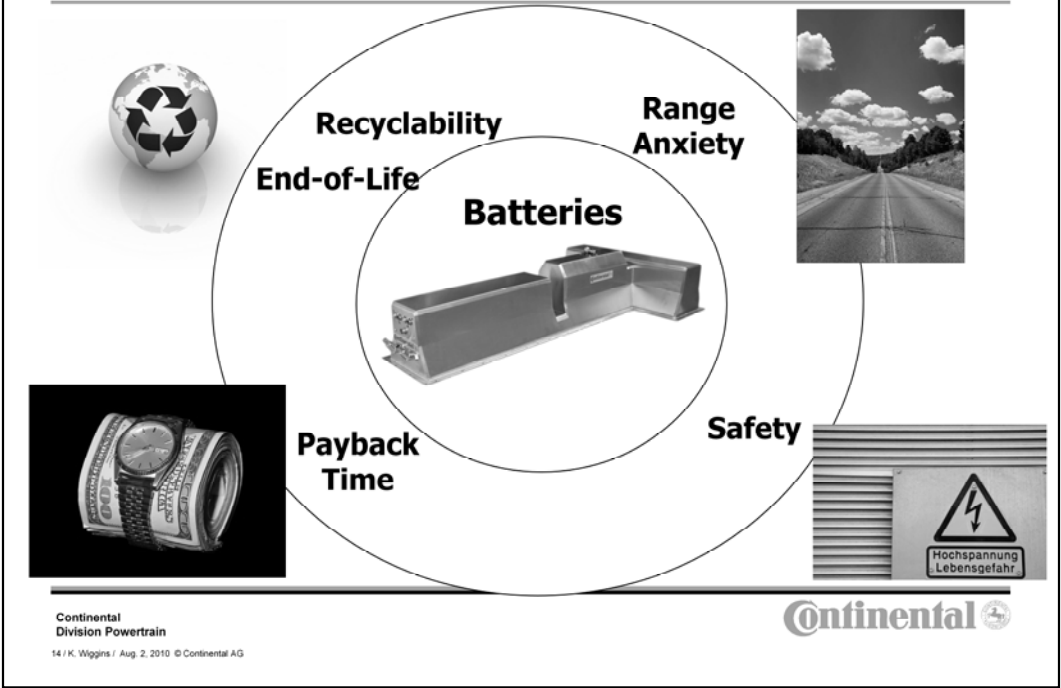 Recyclability
End-of-Life
Range
Anxiety
Batteries
Payback
Time
Safety
Hochspannung
Lebensgefahr
100
Continental
Division Powertrain
14 / K. Wiggins / Aug. 2, 2010 © Continental AG
Continental